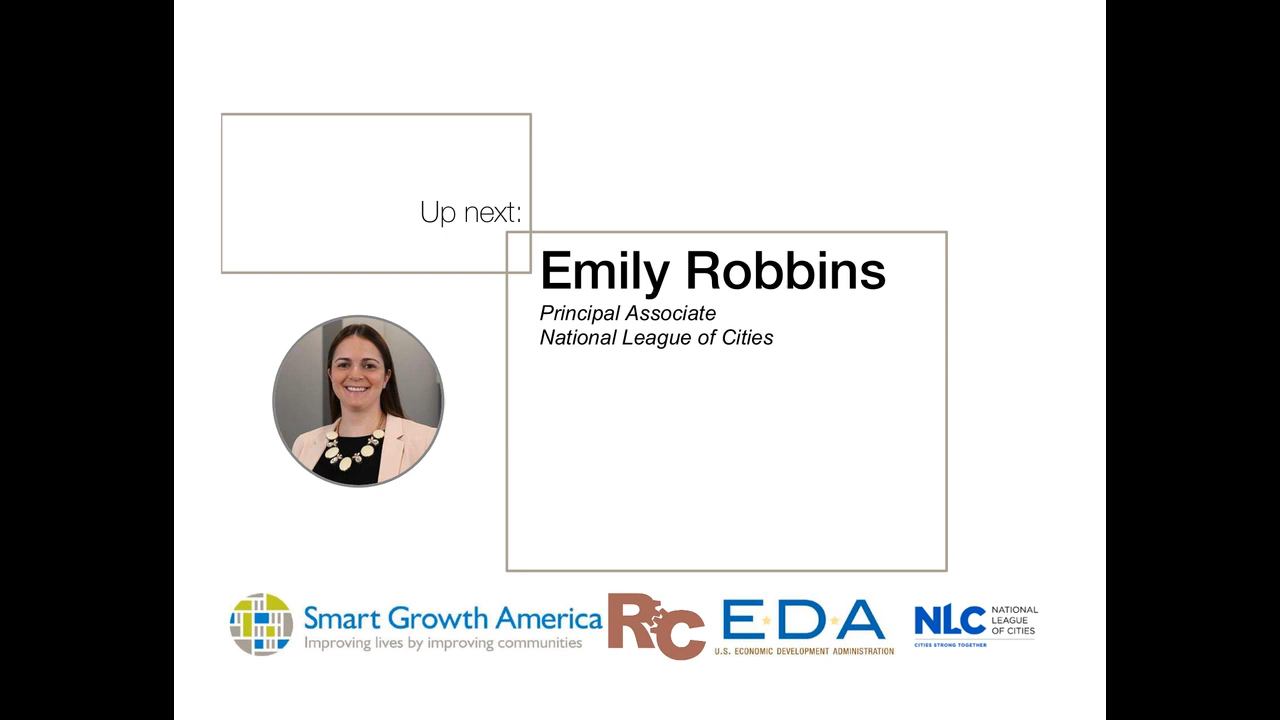 Up next:
Emily Robbins
Principal Associate
National League of Cities
Smart Growth America
Improving lives by improving communities
RC
EDA
U.S. ECONOMIC DEVELOPMENT ADMINISTRATION
NLC
NATIONAL
LEAGUE
OF CITIES
CITIES STRONG TOGETHER